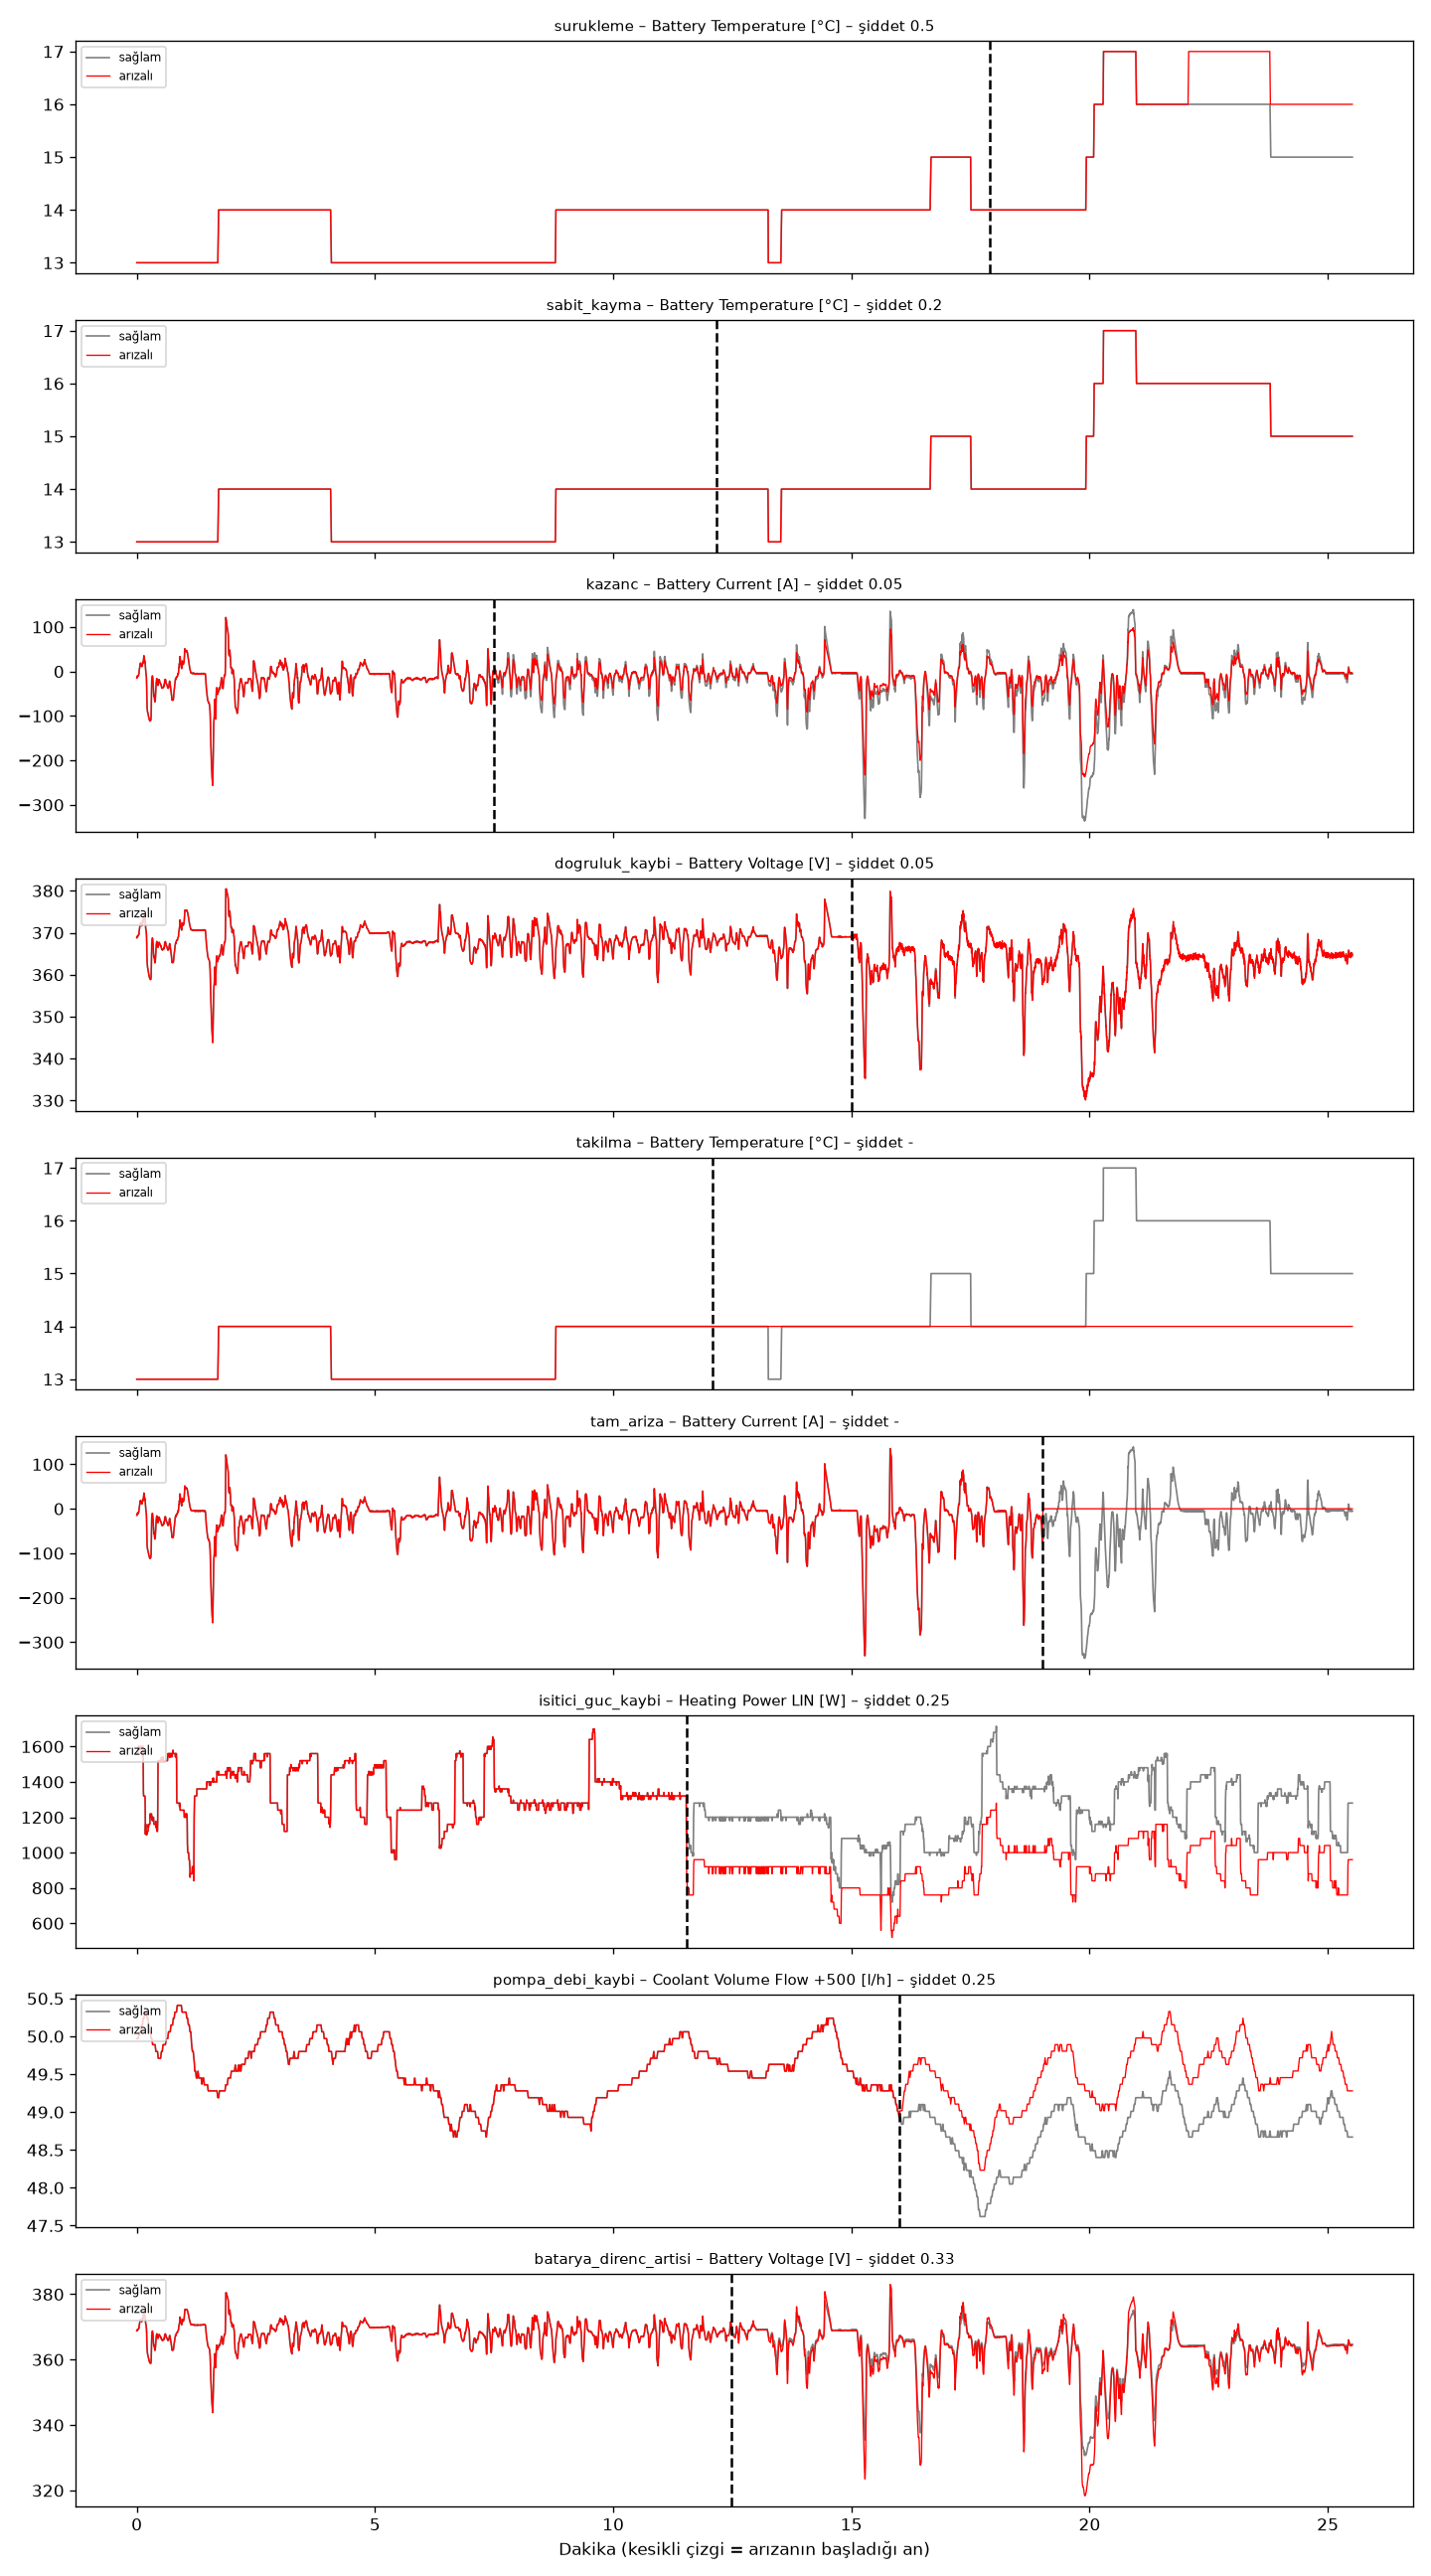 surukleme – Battery Temperature [°C] – şiddet 0.5
sağlam
arızalı
17
16
15
14
13
sabit_kayma – Battery Temperature [°C] – şiddet 0.2
sağlam
arızalı
17
16
15
14
13
kazanc – Battery Current [A] – şiddet 0.05
sağlam
arızalı
100
0
−100
−200
−300
dogruluk_kaybi – Battery Voltage [V] – şiddet 0.05
sağlam
arızalı
380
370
360
350
340
330
takilma – Battery Temperature [°C] – şiddet -
sağlam
arızalı
17
16
15
14
13
tam_ariza – Battery Current [A] – şiddet -
sağlam
arızalı
100
0
−100
−200
−300
isitici_guc_kaybi – Heating Power LIN [W] – şiddet 0.25
sağlam
arızalı
1600
1400
1200
1000
800
600
pompa_debi_kaybi – Coolant Volume Flow +500 [l/h] – şiddet 0.25
sağlam
arızalı
50.5
50.0
49.5
49.0
48.5
48.0
47.5
batarya_direnc_artisi – Battery Voltage [V] – şiddet 0.33
sağlam
arızalı
380
360
340
320
0 5 10 15 20 25
Dakika (kesikli çizgi = arızanın başladığı an)